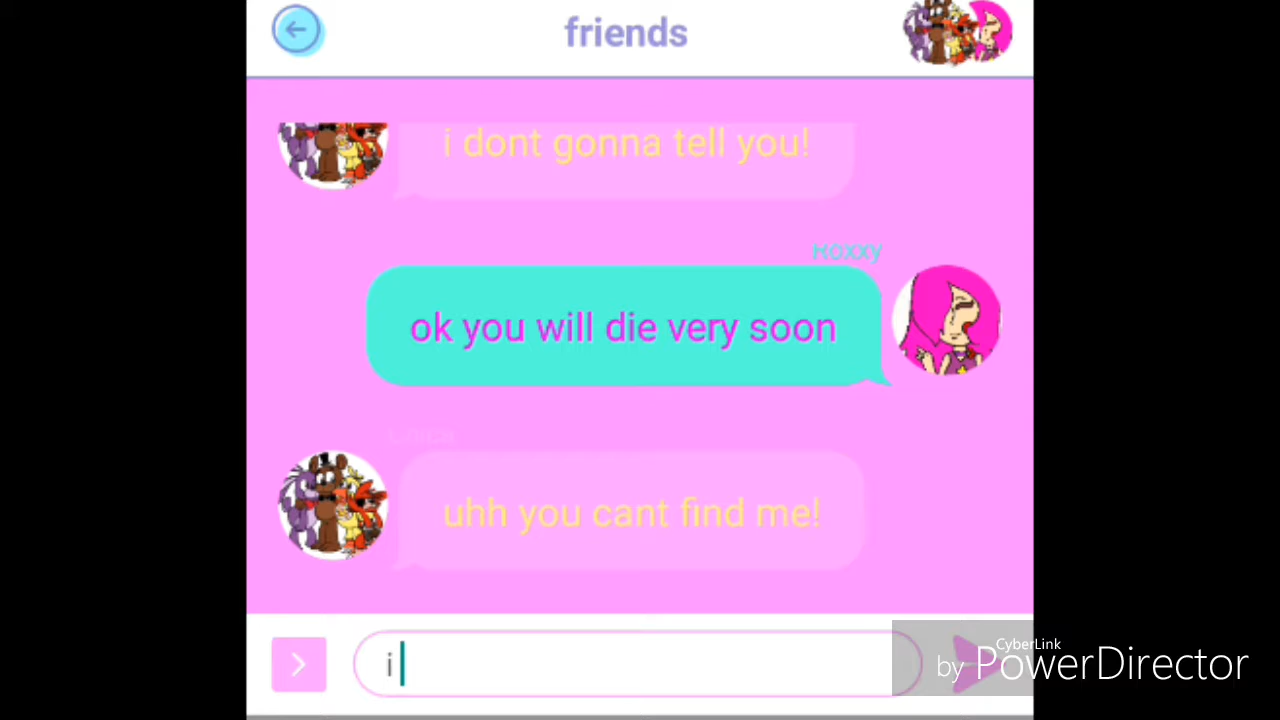 friends
i dont gonna tell you!
Roxxy
ok you will die very soon
uhh you cant find me!
i
CyberLink
by PowerDirector